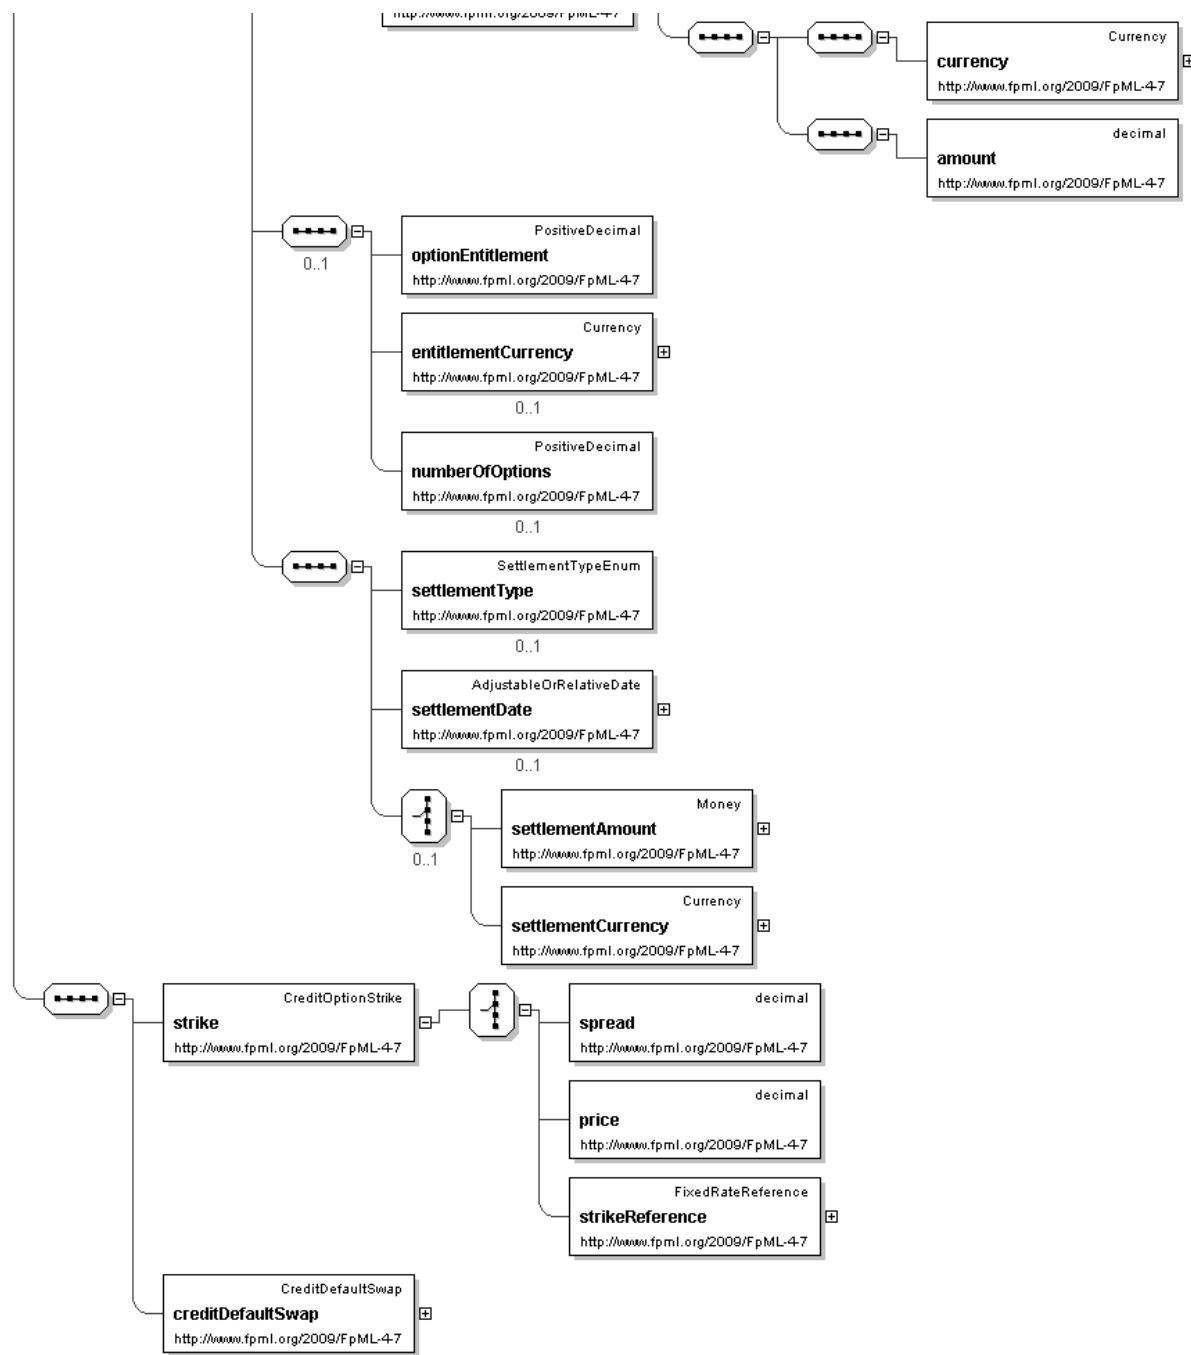 http://www.fpml.org/2009/FpML-4-7
Currency
currency
http://www.fpml.org/2009/FpML-4-7
decimal
amount
http://www.fpml.org/2009/FpML-4-7
PositiveDecimal
optionEntitlement
http://www.fpml.org/2009/FpML-4-7
0..1
Currency
entitlementCurrency
http://www.fpml.org/2009/FpML-4-7
0..1
PositiveDecimal
numberOfOptions
http://www.fpml.org/2009/FpML-4-7
0..1
SettlementTypeEnum
settlementType
http://www.fpml.org/2009/FpML-4-7
0..1
AdjustableOrRelativeDate
settlementDate
http://www.fpml.org/2009/FpML-4-7
0..1
Money
settlementAmount
http://www.fpml.org/2009/FpML-4-7
0..1
Currency
settlementCurrency
http://www.fpml.org/2009/FpML-4-7
CreditOptionStrike
strike
http://www.fpml.org/2009/FpML-4-7
decimal
spread
http://www.fpml.org/2009/FpML-4-7
decimal
price
http://www.fpml.org/2009/FpML-4-7
FixedRateReference
strikeReference
http://www.fpml.org/2009/FpML-4-7
CreditDefaultSwap
creditDefaultSwap
http://www.fpml.org/2009/FpML-4-7